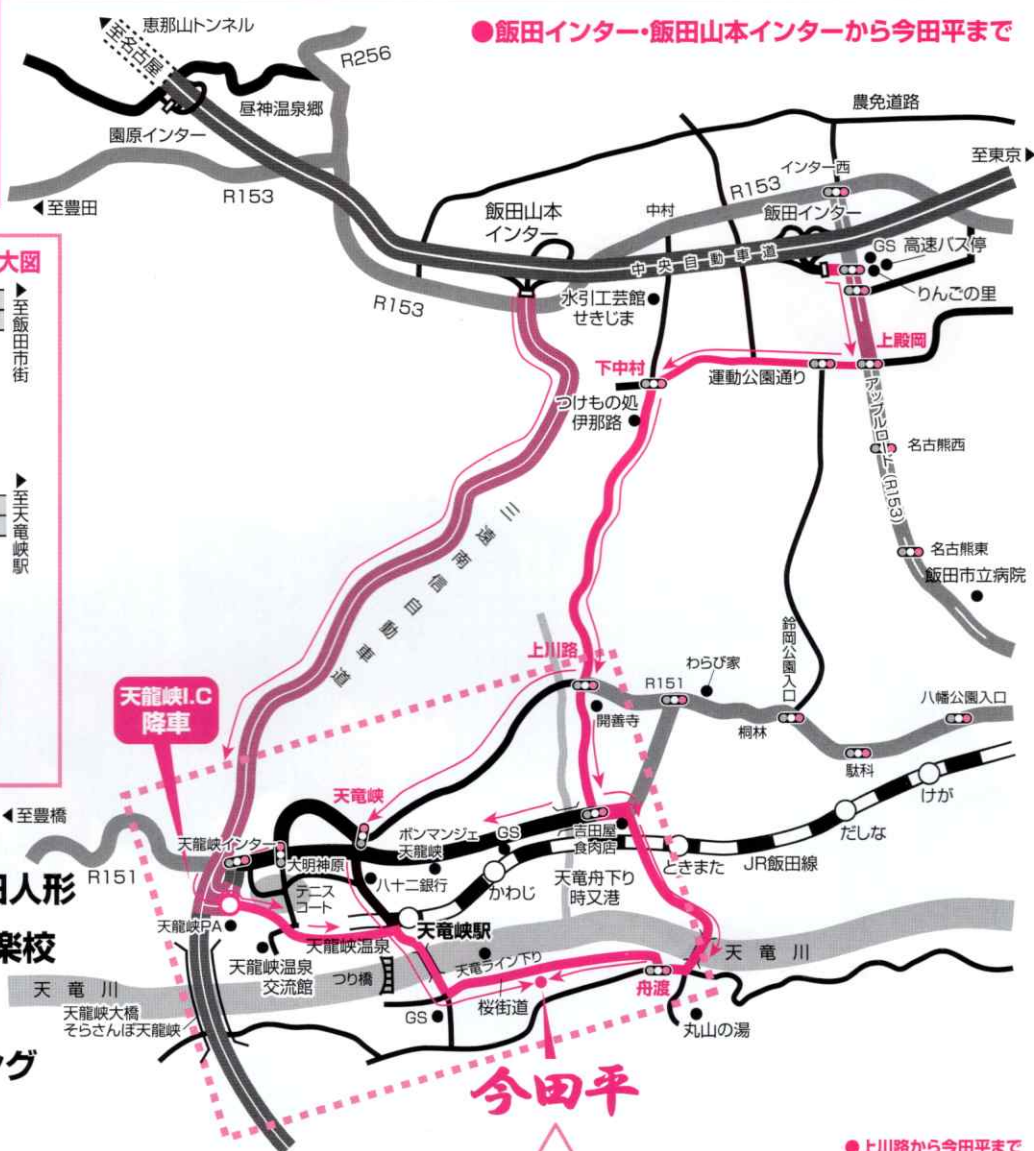 ●飯田インター・飯田山本インターから今田平まで
恵那山トンネル
至名古屋
R256
昼神温泉郷
園原インター
R153
◀至豊田
農免道路
至東京▶
インター西
R153
飯田インター
中村
飯田山本
インター
中央自動車道
GS
高速バス停
りんごの里
R153
水引工芸館
せきじま
大図
▶至飯田市街
上殿岡
下中村
運動公園通り
つけもの処
伊那路
アップルロード(R153)
名古熊西
▶至天竜峡駅
三遠南信自動車道
名古熊東
飯田市立病院
鈴岡公園入口
上川路
わらび家
R151
八幡公園入口
開善寺
桐林
駄科
天龍峡I.C
降車
◀至豊橋
天竜峡
けが
だしな
ボンマンジェ
天龍峡
GS
吉田屋
食肉店
ときまた
JR飯田線
天龍峡インター
大明神原
R151
八十二銀行
かわじ
天竜舟下り
時又港
テニス
コート
田人形
天龍峡PA
天龍峡温泉
天竜峡駅
楽校
天龍峡温泉
交流館
つり橋
天竜ライン下り
天竜川
天竜川
舟渡
天龍峡大橋
そらさんぽ天龍峡
GS
桜街道
丸山の湯
ング
今田平
●上川路から今田平まで